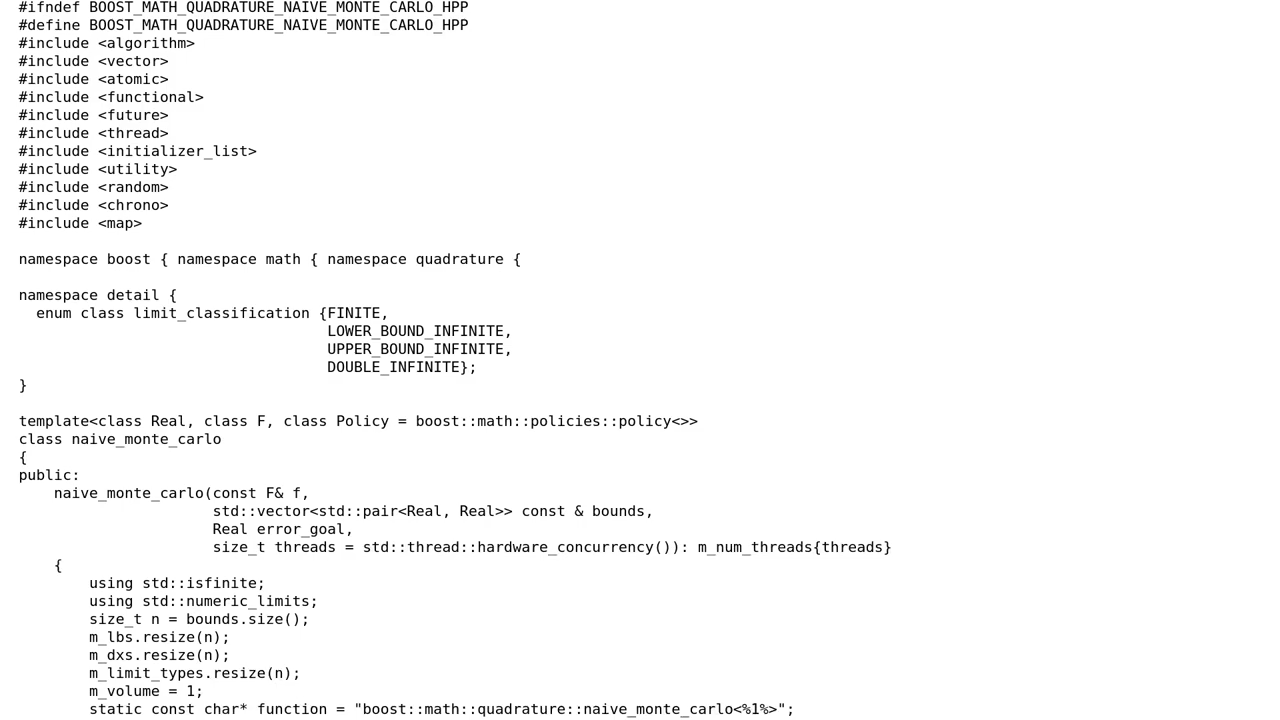 #ifndef BOOST_MATH_QUADRATURE_NAIVE_MONTE_CARLO_HPP
#define BOOST_MATH_QUADRATURE_NAIVE_MONTE_CARLO_HPP
#include <algorithm>
#include <vector>
#include <atomic>
#include <functional>
#include <future>
#include <thread>
#include <initializer_list>
#include <utility>
#include <random>
#include <chrono>
#include <map>

namespace boost { namespace math { namespace quadrature {

namespace detail {
  enum class limit_classification {FINITE,
                                   LOWER_BOUND_INFINITE,
                                   UPPER_BOUND_INFINITE,
                                   DOUBLE_INFINITE};
}

template<class Real, class F, class Policy = boost::math::policies::policy<>>
class naive_monte_carlo
{
public:
    naive_monte_carlo(const F& f,
                      std::vector<std::pair<Real, Real>> const & bounds,
                      Real error_goal,
                      size_t threads = std::thread::hardware_concurrency()): m_num_threads{threads}
    {
        using std::isfinite;
        using std::numeric_limits;
        size_t n = bounds.size();
        m_lbs.resize(n);
        m_dxs.resize(n);
        m_limit_types.resize(n);
        m_volume = 1;
        static const char* function = "boost::math::quadrature::naive_monte_carlo<%1%>";